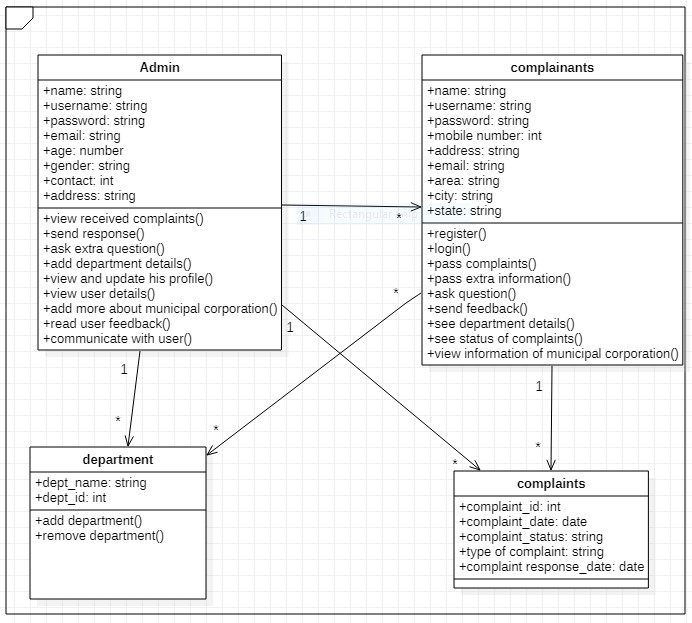 Admin
+name: string
+username: string
+password: string
+email: string
+age: number
+gender: string
+contact: int
+address: string
+view received complaints()
+send response()
+ask extra question()
+add department details()
+view and update his profile()
+view user details()
+add more about municipal corporation()
+read user feedback()
+communicate with user()
complainants
+name: string
+username: string
+password: string
+mobile number: int
+address: string
+email: string
+area: string
+city: string
+state: string
+register()
+login()
+pass complaints()
+pass extra information()
+ask question()
+send feedback()
+see department details()
+see status of complaints()
+view information of municipal corporation()
1
*
*
1
1
1
*
*
*
*
department
+dept_name: string
+dept_id: int
+add department()
+remove department()
complaints
+complaint_id: int
+complaint_date: date
+complaint_status: string
+type of complaint: string
+complaint response_date: date